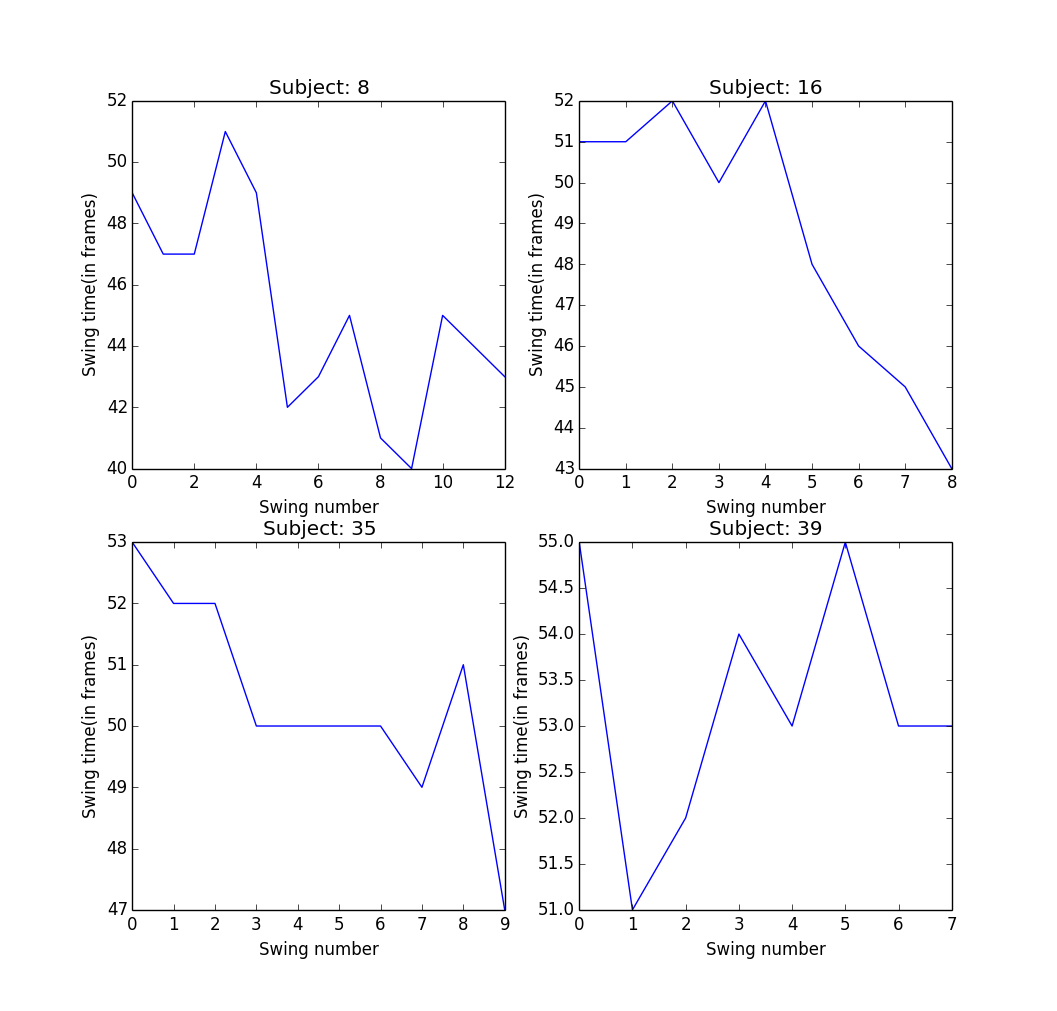 Subject: 8
52
50
48
46
44
42
40
Swing time(in frames)
0 2 4 6 8 10 12
Swing number
Subject: 16
52
51
50
49
48
47
46
45
44
43
Swing time(in frames)
0 1 2 3 4 5 6 7 8
Swing number
Subject: 35
53
52
51
50
49
48
47
Swing time(in frames)
0 1 2 3 4 5 6 7 8 9
Swing number
Subject: 39
55.0
54.5
54.0
53.5
53.0
52.5
52.0
51.5
51.0
Swing time(in frames)
0 1 2 3 4 5 6 7
Swing number